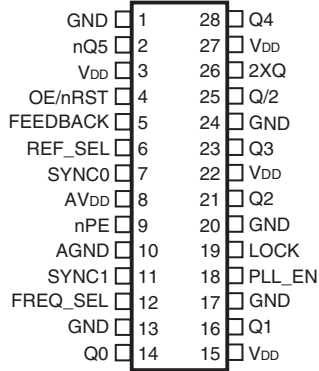 GND 1 28 Q4
nQ5 2 27 VDD
VDD 3 26 2XQ
OE/nRST 4 25 Q/2
FEEDBACK 5 24 GND
REF_SEL 6 23 Q3
SYNC0 7 22 VDD
AVDD 8 21 Q2
nPE 9 20 GND
AGND 10 19 LOCK
SYNC1 11 18 PLL_EN
FREQ_SEL 12 17 GND
GND 13 16 Q1
Q0 14 15 VDD